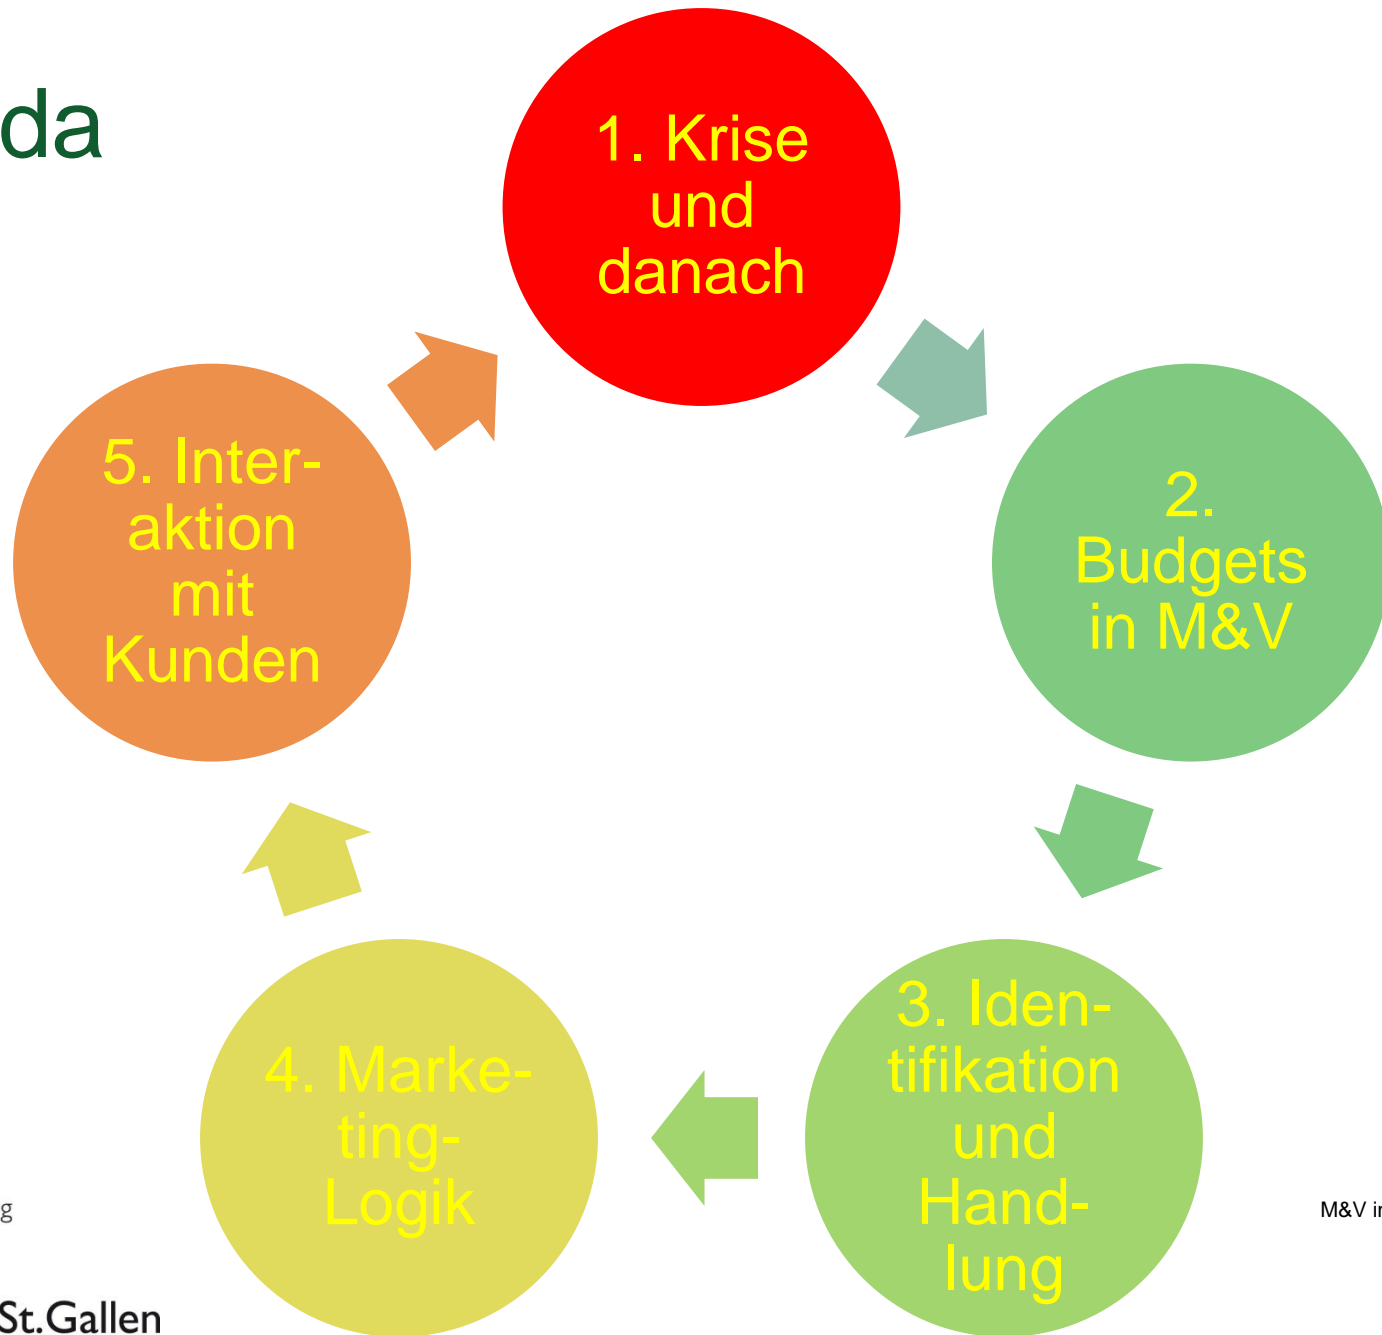 da
1. Krise
und
danach
2.
Budgets
in M&V
3. Iden-
tifikation
und
Hand-
lung
4. Marke-
ting-
Logik
5. Inter-
aktion
mit
Kunden
g
M&V in
St.Gallen